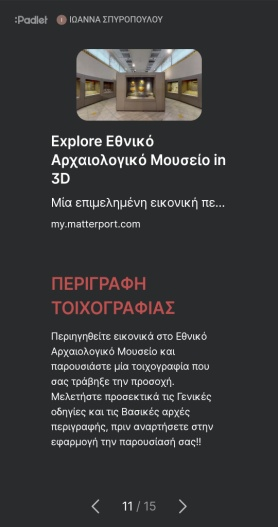 :Padlet Ι ΙΩΑΝΝΑ ΣΠΥΡΟΠΟΥΛΟΥ
Explore Εθνικό
Αρχαιολογικό Μουσείο in
3D
Μία επιμελημένη εικονική πε...
my.matterport.com
ΠΕΡΙΓΡΑΦΗ
ΤΟΙΧΟΓΡΑΦΙΑΣ
Περιηγηθείτε εικονικά στο Εθνικό
Αρχαιολογικό Μουσείο και
παρουσιάστε μία τοιχογραφία που
σας τράβηξε την προσοχή.
Μελετήστε προσεκτικά τις Γενικές
οδηγίες και τις Βασικές αρχές
περιγραφής, πριν αναρτήσετε στην
εφαρμογή την παρουσίασή σας!!
11 / 15